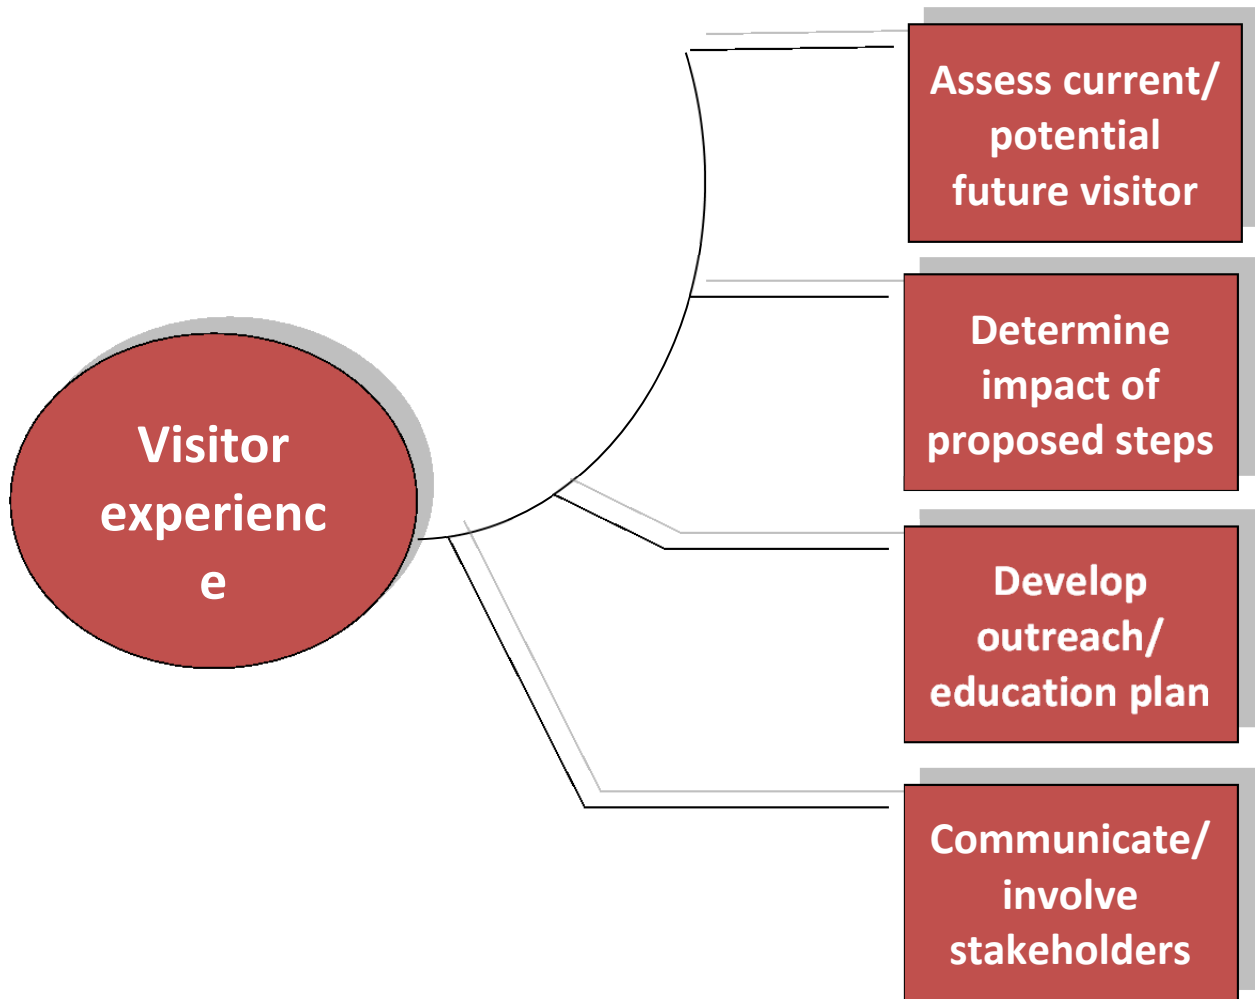 Visitor
experienc
e
Assess current/
potential
future visitor
Determine
impact of
proposed steps
Develop
outreach/
education plan
Communicate/
involve
stakeholders